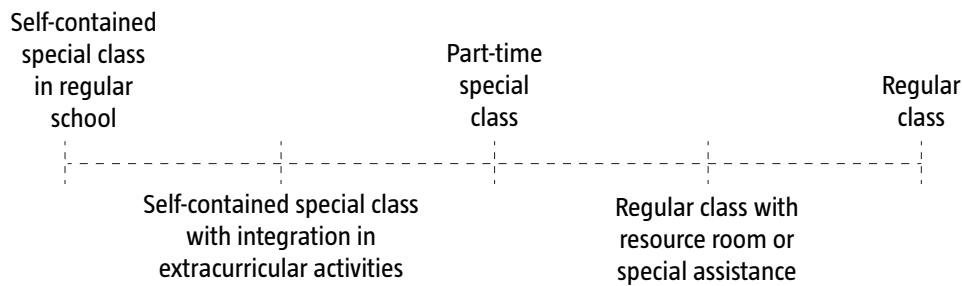 Self-contained
special class
in regular
school
Part-time
special
class
Regular
class
Self-contained special class
with integration in
extracurricular activities
Regular class with
resource room or
special assistance